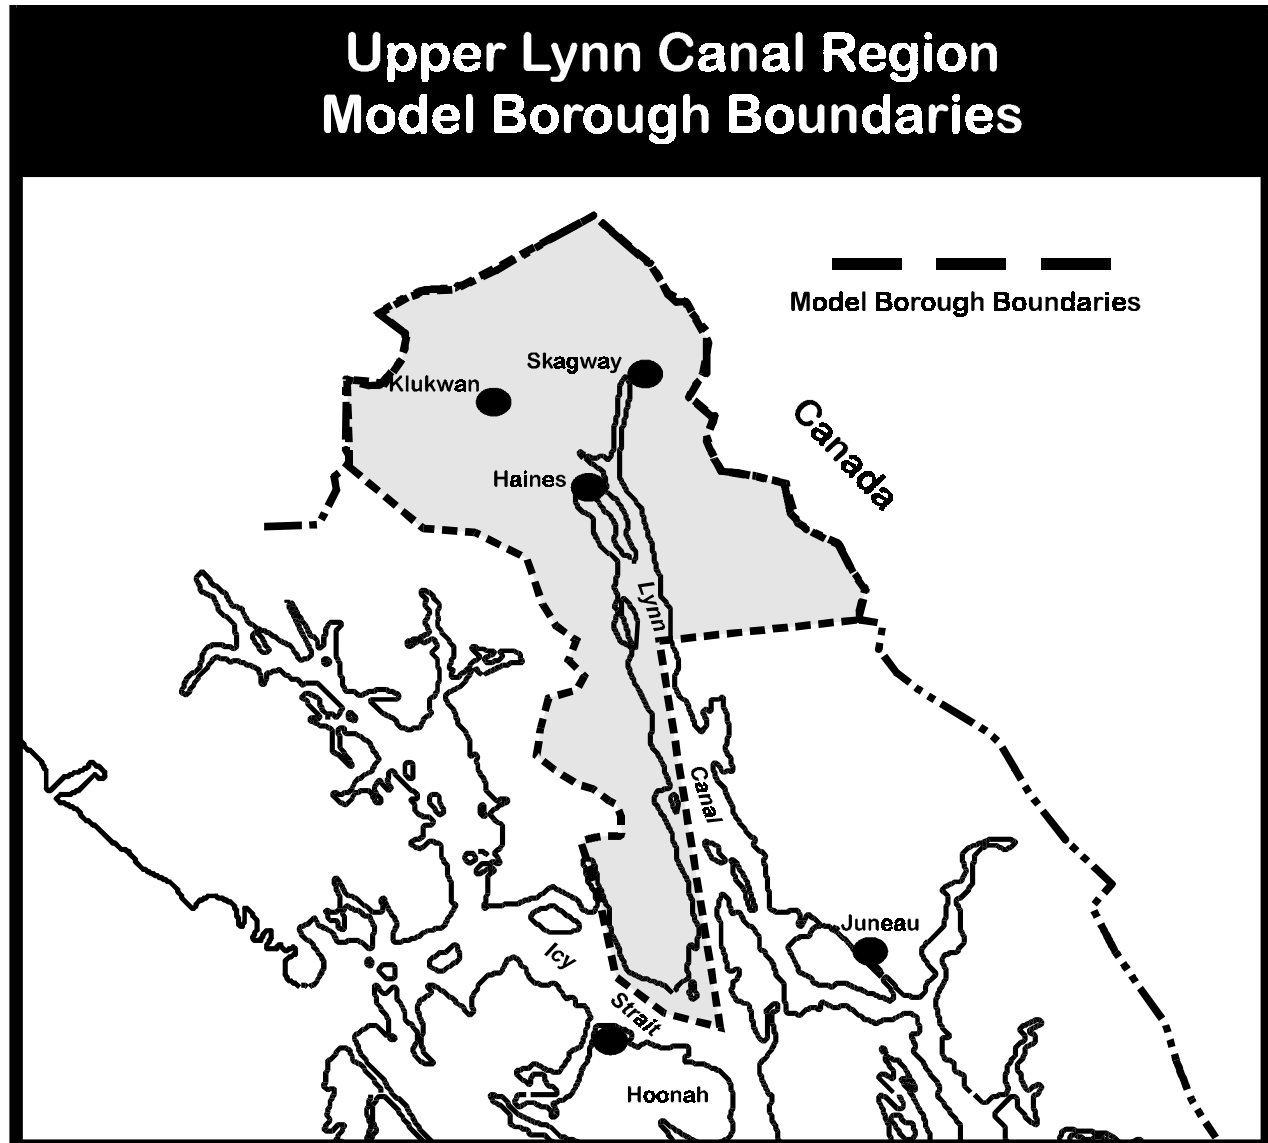 Upper Lynn Canal Region
Model Borough Boundaries
Model Borough Boundaries
Skagway
Klukwan
Canada
Haines
Lynn
Canal
Juneau
Icy
Strait
Hoonah